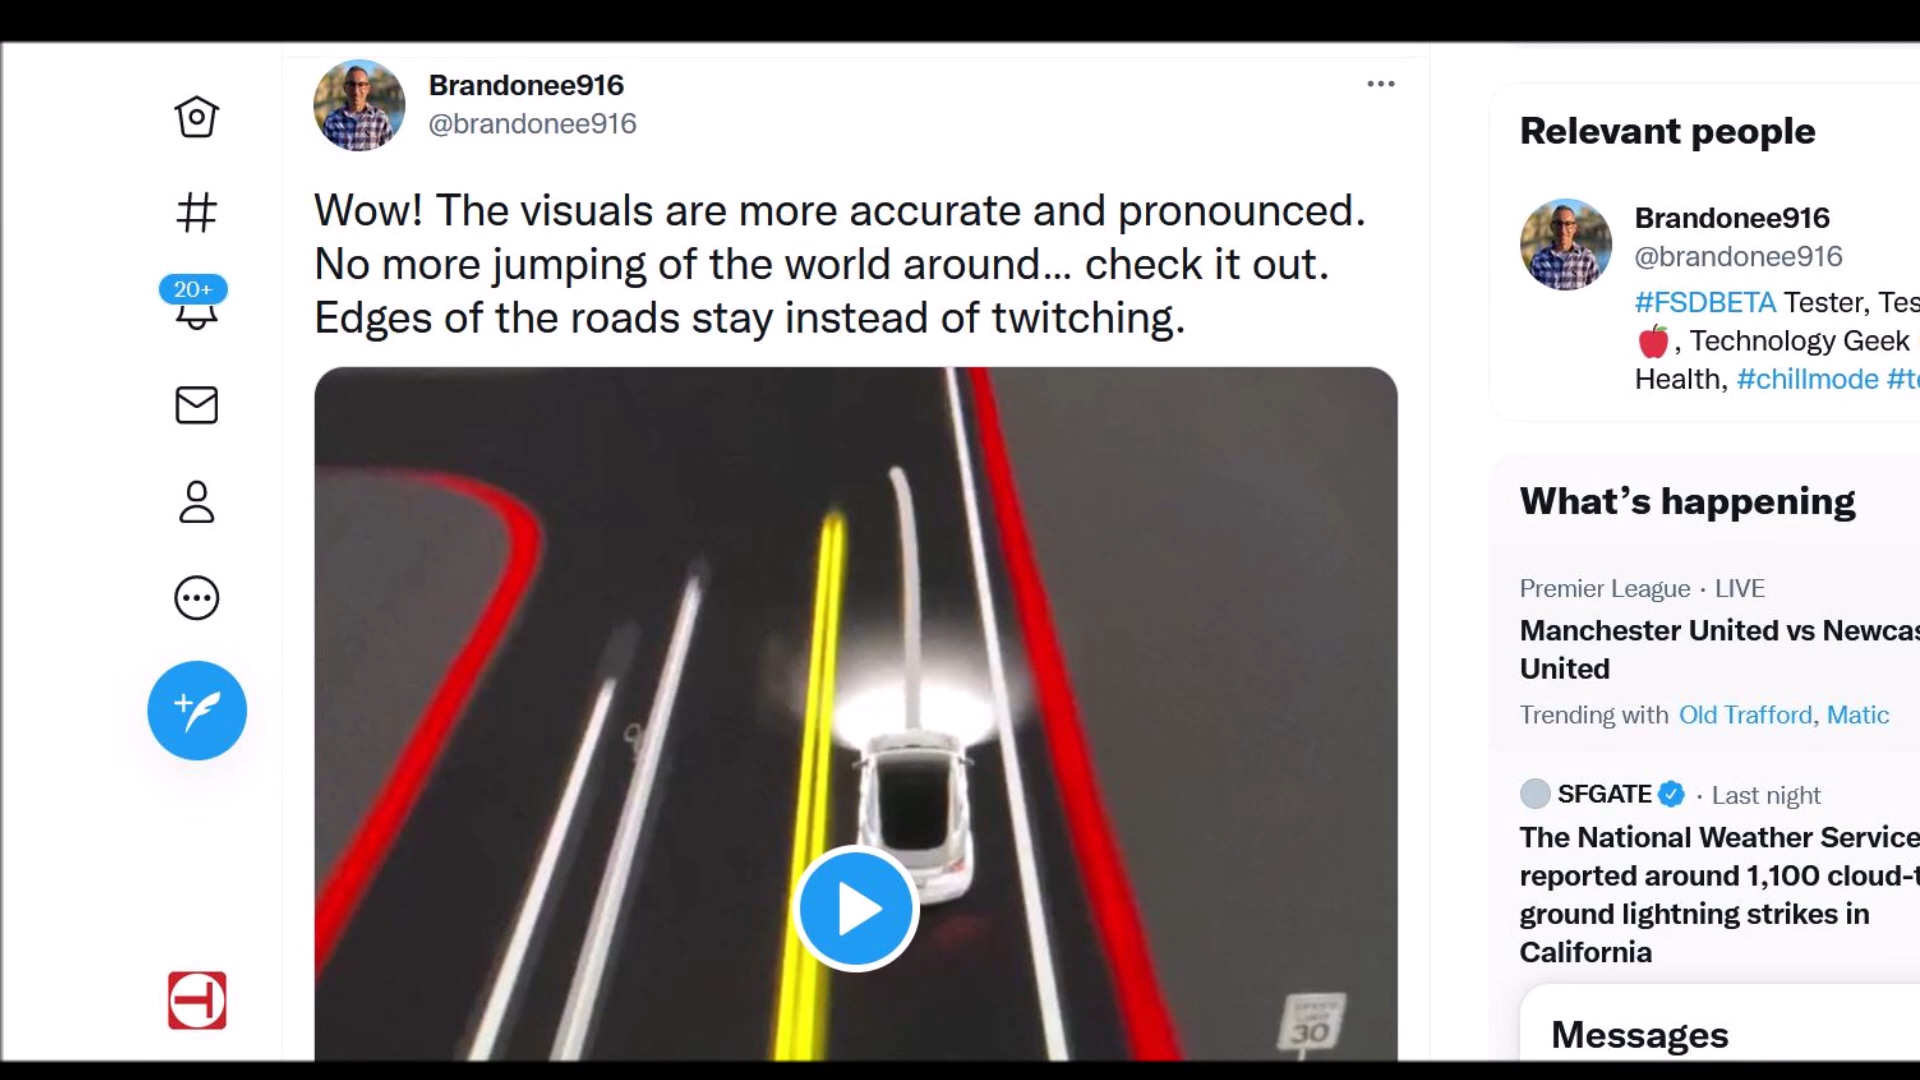 Brandonee916
@brandonee916
Wow! The visuals are more accurate and pronounced.
No more jumping of the world around... check it out.
Edges of the roads stay instead of twitching.
20+
30
Relevant people
Brandonee916
@brandonee916
#FSDBETA Tester, Tes
🍎, Technology Geek
Health, #chillmode #te
What's happening
Premier League · LIVE
Manchester United vs Newcas
United
Trending with Old Trafford, Matic
SFGATE · Last night
The National Weather Service
reported around 1,100 cloud-t
ground lightning strikes in
California
Messages